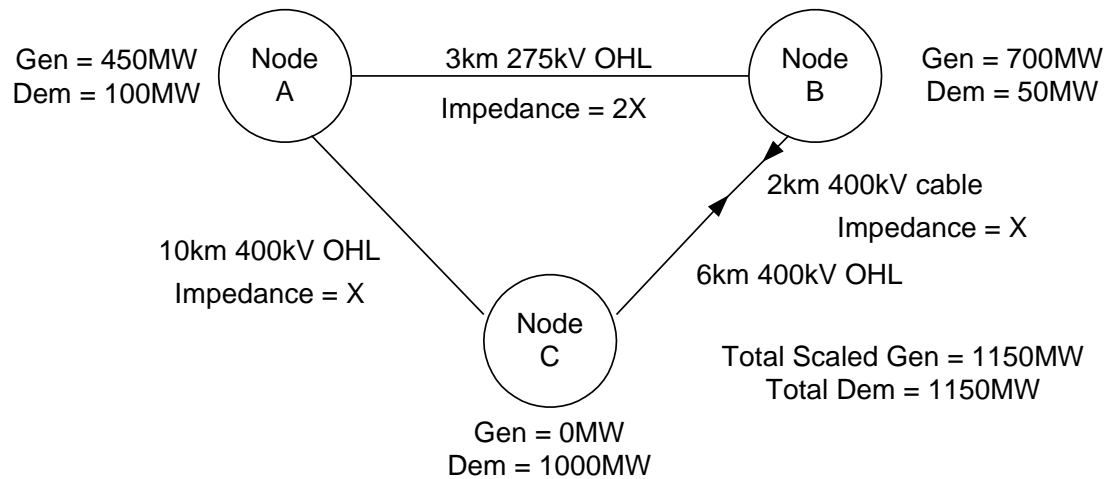 Gen = 450MW
Dem = 100MW
Node
A
3km 275kV OHL
Impedance = 2X
Node
B
Gen = 700MW
Dem = 50MW
2km 400kV cable
Impedance = X
10km 400kV OHL
Impedance = X
6km 400kV OHL
Node
C
Total Scaled Gen = 1150MW
Total Dem = 1150MW
Gen = 0MW
Dem = 1000MW